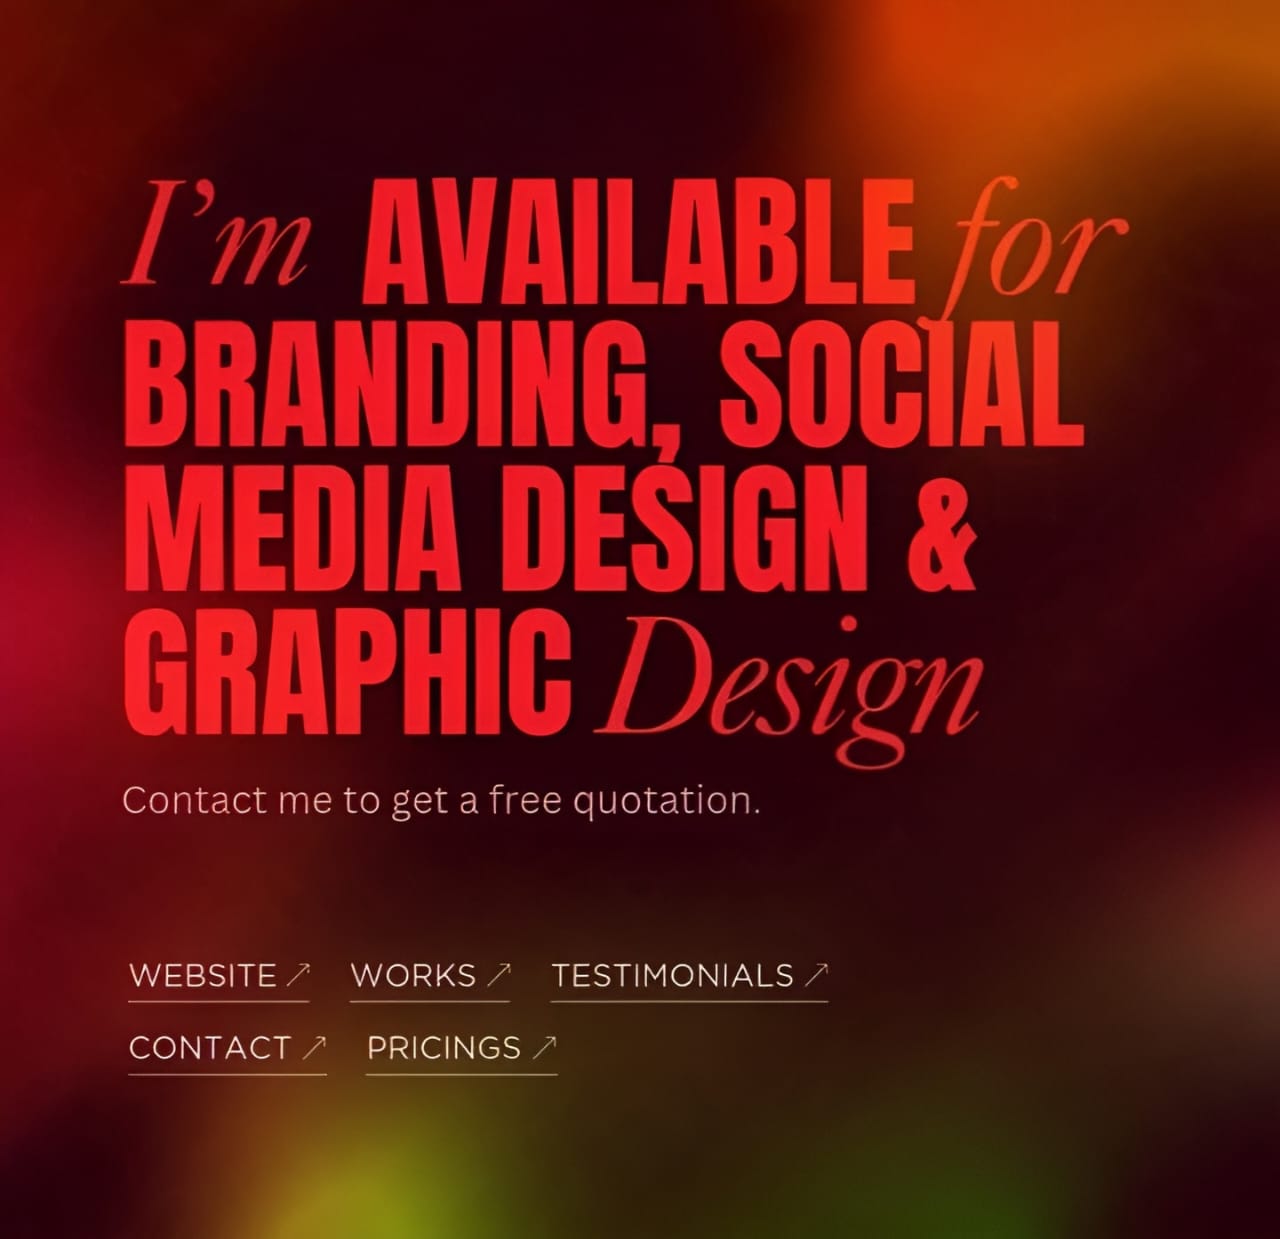 I’m AVAILABLE for
BRANDING, SOCIAL
MEDIA DESIGN &
GRAPHIC Design
Contact me to get a free quotation.
WEBSITE ↗ WORKS ↗ TESTIMONIALS ↗
CONTACT ↗ PRICINGS ↗